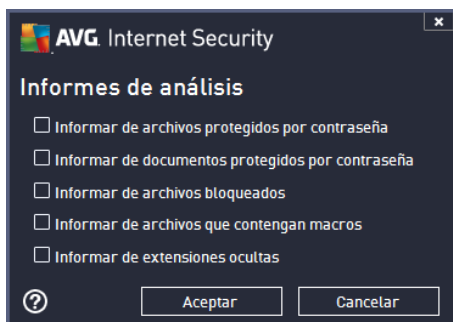 AVG. Internet Security
Informes de análisis
Informar de archivos protegidos por contraseña
Informar de documentos protegidos por contraseña
Informar de archivos bloqueados
Informar de archivos que contengan macros
Informar de extensiones ocultas
Aceptar
Cancelar